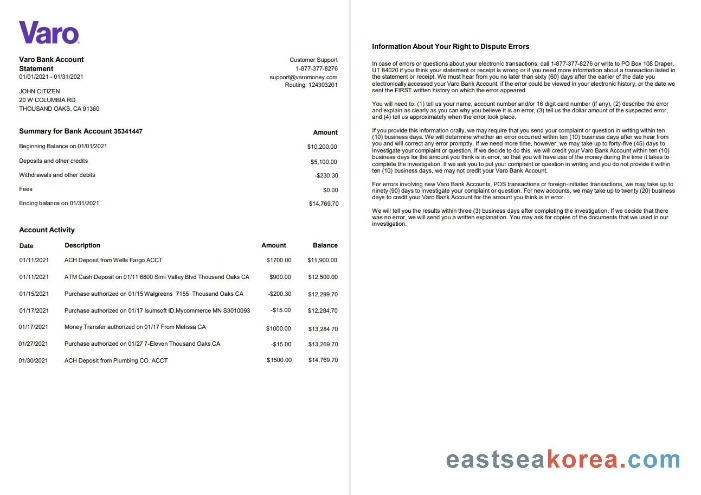 Varo
Varo Bank Account
Statement
01/01/2021 - 01/31/2021
JOHN CITIZEN
20 W COLUMBIA RD
THOUSAND OAKS, CA 91360
Customer Support
1-877-377-8276
support@varomoney.com
Routing: 124303201
Summary for Bank Account 35341447 Amount
Beginning Balance on 01/01/2021 $10,200.00
Deposits and other credits $5,100.00
Withdrawals and other debits -$230.30
Fees $0.00
Ending balance on 01/31/2021 $14,769.70
Account Activity
Date Description Amount Balance
01/11/2021 ACH Deposit from Wells Fargo ACCT $1700.00 $11,900.00
01/11/2021 ATM Cash Deposit on 01/11 6800 Simi Valley Blvd Thousand Oaks CA $900.00 $12,500.00
01/15/2021 Purchase authorized on 01/15 Walgreens 7155 Thousand Oaks CA -$200.30 $12,299.70
01/17/2021 Purchase authorized on 01/17 Isumsoft ID.Mycommerce MN S3010093 -$15.00 $12,284.70
01/17/2021 Money Transfer authorized on 01/17 From Melissa CA $1000.00 $13,284.70
01/27/2021 Purchase authorized on 01/27 7-Eleven Thousand Oaks CA -$15.00 $13,269.70
01/30/2021 ACH Deposit from Plumbing CO. ACCT $1500.00 $14,769.70
Information About Your Right to Dispute Errors
In case of errors or questions about your electronic transactions, call 1-877-377-8276 or write to PO Box 108 Draper,
UT 84020 if you think your statement or receipt is wrong or if you need more information about a transaction listed in
the statement or receipt. We must hear from you no later than sixty (60) days after the earlier of the date you
electronically accessed your Varo Bank Account, if the error could be viewed in your electronic history, or the date we
sent the FIRST written history on which the error appeared.
You will need to: (1) tell us your name, account number and/or 16 digit card number (if any), (2) describe the error
and explain as clearly as you can why you believe it is an error, (3) tell us the dollar amount of the suspected error,
and (4) tell us approximately when the error took place.
If you provide this information orally, we may require that you send your complaint or question in writing within ten
(10) business days. We will determine whether an error occured within ten (10) business days after we hear from
you and will correct any error promptly. If we need more time, however, we may take up to forty-five (45) days to
investigate your complaint or question. If we decide to do this, we will credit your Varo Bank Account within ten (10)
business days for the amount you think is in error, so that you will have use of the money during the time it takes to
complete the investigation. If we ask you to put your complaint or question in writing and you do not provide it within
ten (10) business days, we may not credit your Varo Bank Account.
For errors involving new Varo Bank Accounts, POS transactions or foreign-initiated transactions, we may take up to
ninety (90) days to investigate your complaint or question. For new accounts, we may take up to twenty (20) business
days to credit your Varo Bank Account for the amount you think is in error.
We will tell you the results within three (3) business days after completing the investigation. If we decide that there
was no error, we will send you a written explanation. You may ask for copies of the documents that we used in our
investigation.
eastseakorea.com